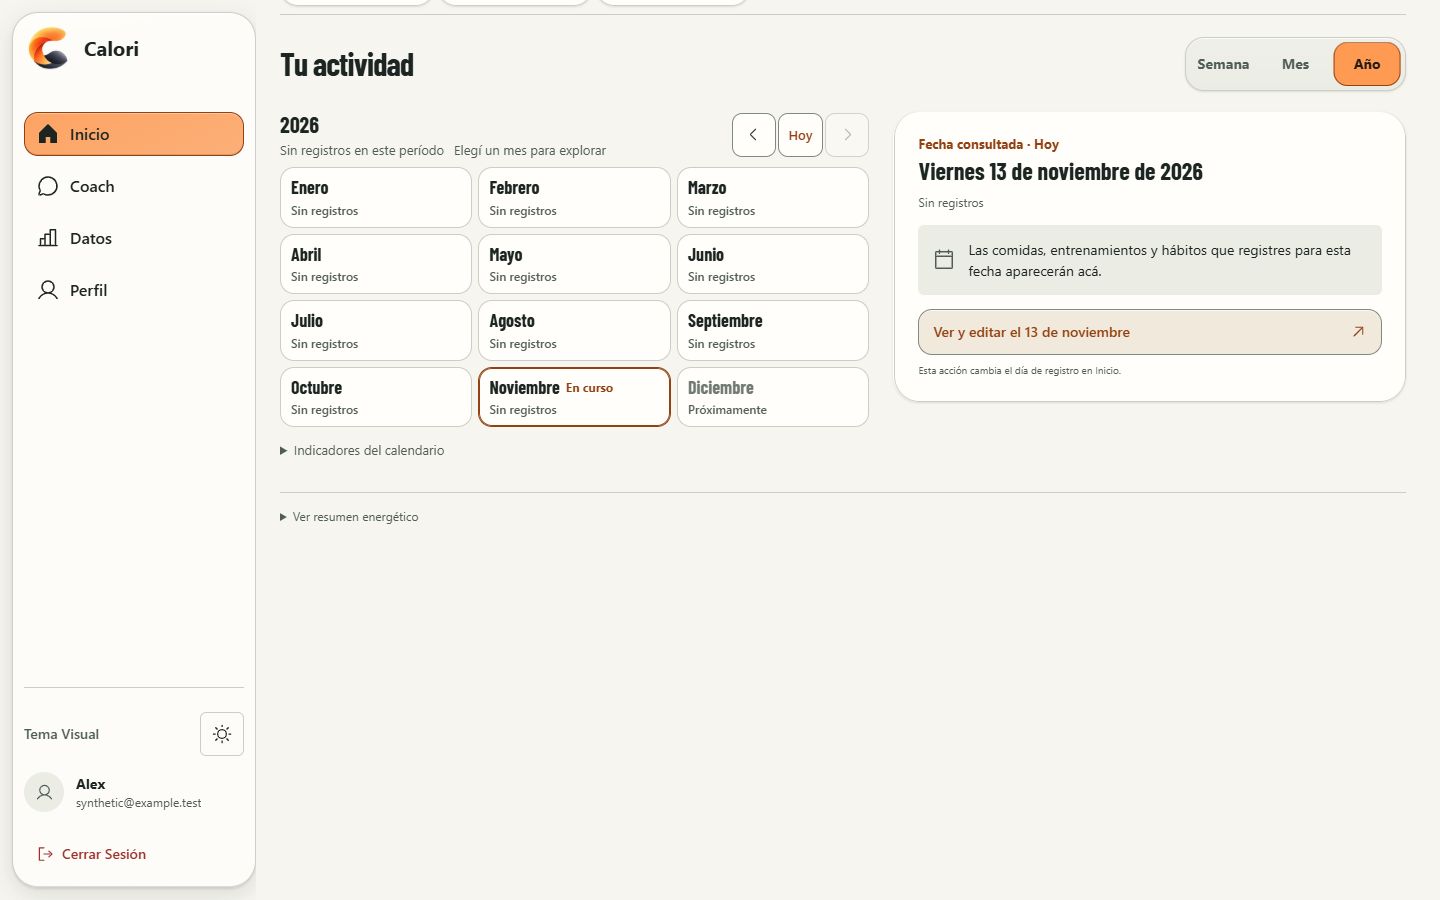 Calori
Inicio
Coach
Datos
Perfil
Tema Visual
Alex
synthetic@example.test
Cerrar Sesión
Tu actividad
Semana Mes Año
2026
Sin registros en este período Elegí un mes para explorar
Hoy
Enero
Sin registros
Febrero
Sin registros
Marzo
Sin registros
Abril
Sin registros
Mayo
Sin registros
Junio
Sin registros
Julio
Sin registros
Agosto
Sin registros
Septiembre
Sin registros
Octubre
Sin registros
Noviembre En curso
Sin registros
Diciembre
Próximamente
Indicadores del calendario
Fecha consultada · Hoy
Viernes 13 de noviembre de 2026
Sin registros
Las comidas, entrenamientos y hábitos que registres para esta
fecha aparecerán acá.
Ver y editar el 13 de noviembre
Esta acción cambia el día de registro en Inicio.
Ver resumen energético